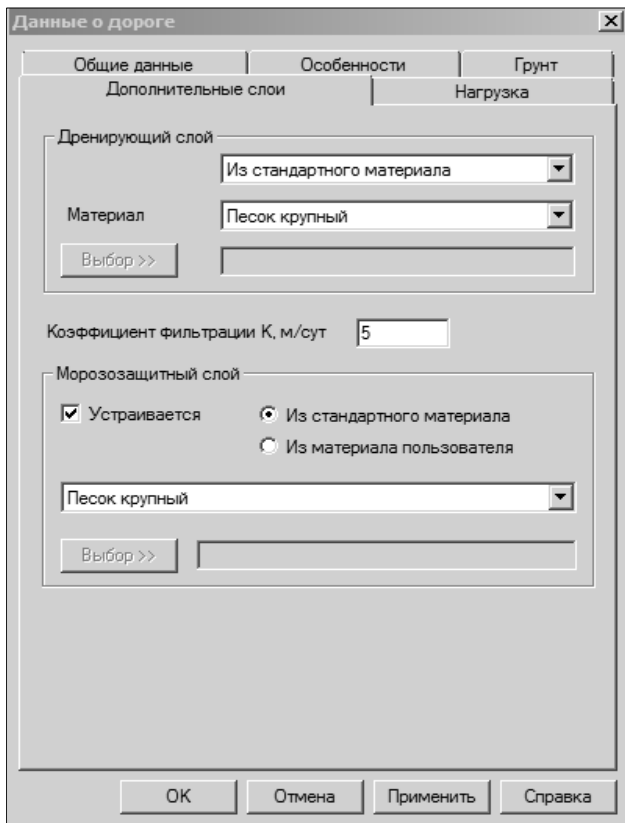 Данные о дороге
Общие данные Особенности Грунт
Дополнительные слои Нагрузка
Дренирующий слой
Из стандартного материала
Материал Песок крупный
Выбор >>
Коэффициент фильтрации К, м/сут 5
Морозозащитный слой
Устраивается Из стандартного материала
Из материала пользователя
Песок крупный
Выбор >>
OK Отмена Применить Справка